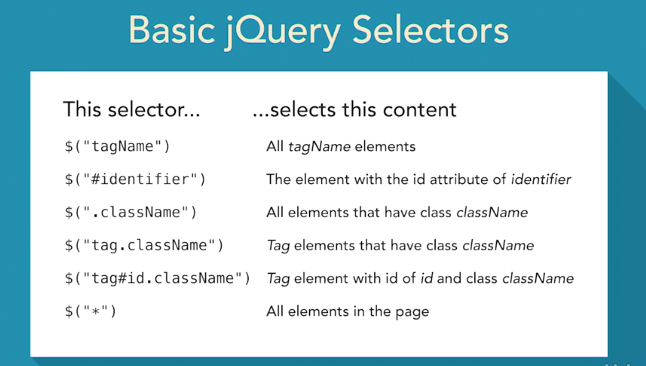 Basic jQuery Selectors
This selector... ...selects this content
$("tagName") All tagName elements
$("#identifier") The element with the id attribute of identifier
$(".className") All elements that have class className
$("tag.className") Tag elements that have class className
$("tag#id.className") Tag element with id of id and class className
$("*") All elements in the page